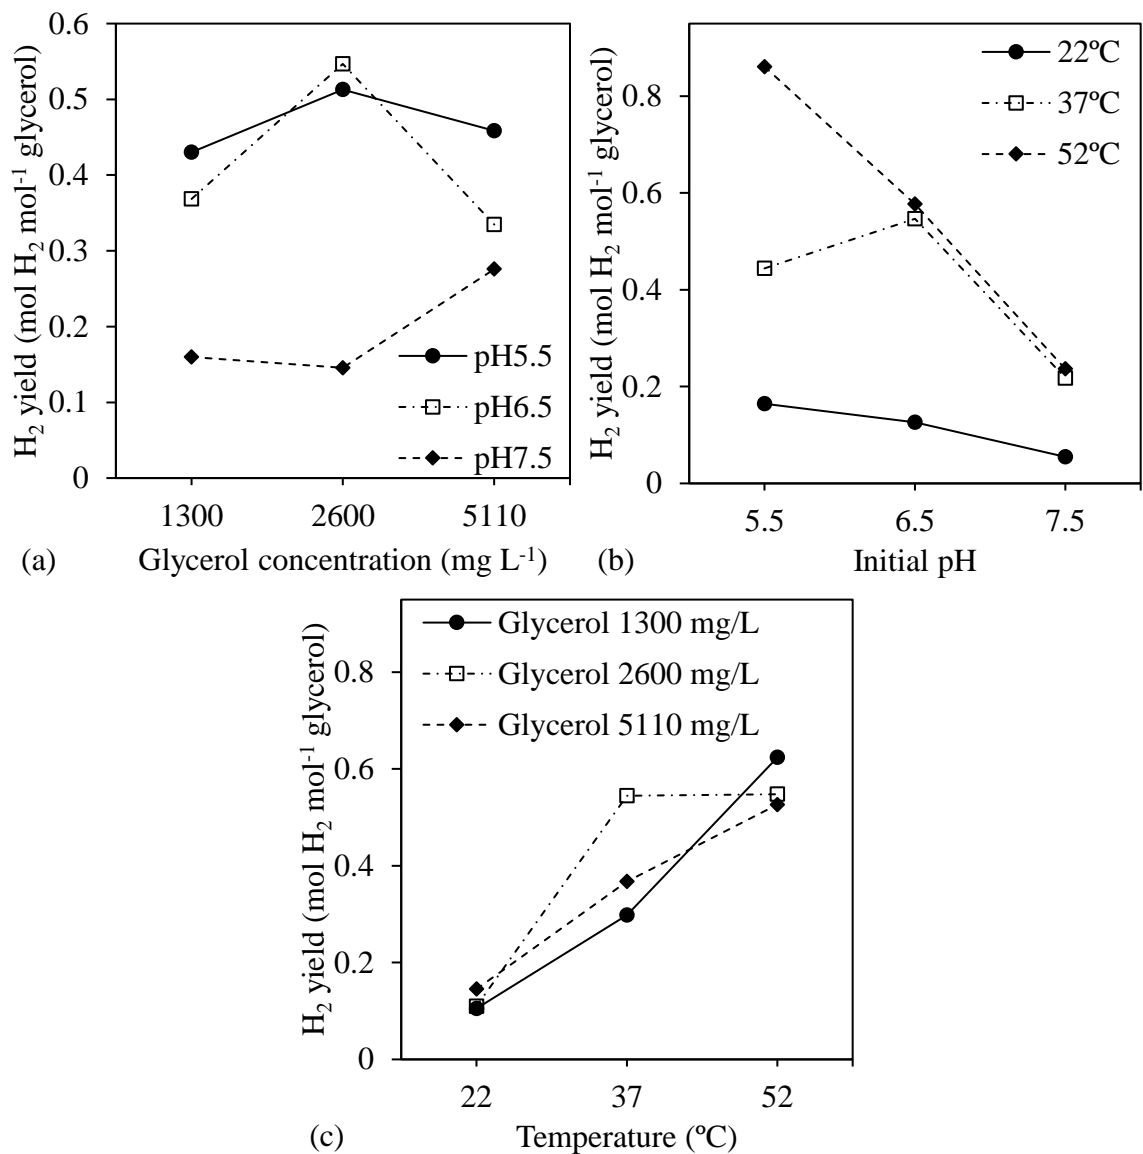 H₂ yield (mol H₂ mol⁻¹ glycerol)
0.6
0.5
0.4
0.3
0.2
0.1
0
pH5.5
pH6.5
pH7.5
1300 2600 5110
(a) Glycerol concentration (mg L⁻¹)
H₂ yield (mol H₂ mol⁻¹ glycerol)
0.8
0.6
0.4
0.2
0
22ºC
37ºC
52ºC
5.5 6.5 7.5
(b) Initial pH
H₂ yield (mol H₂ mol⁻¹ glycerol)
0.8
0.6
0.4
0.2
0
Glycerol 1300 mg/L
Glycerol 2600 mg/L
Glycerol 5110 mg/L
22 37 52
(c) Temperature (ºC)